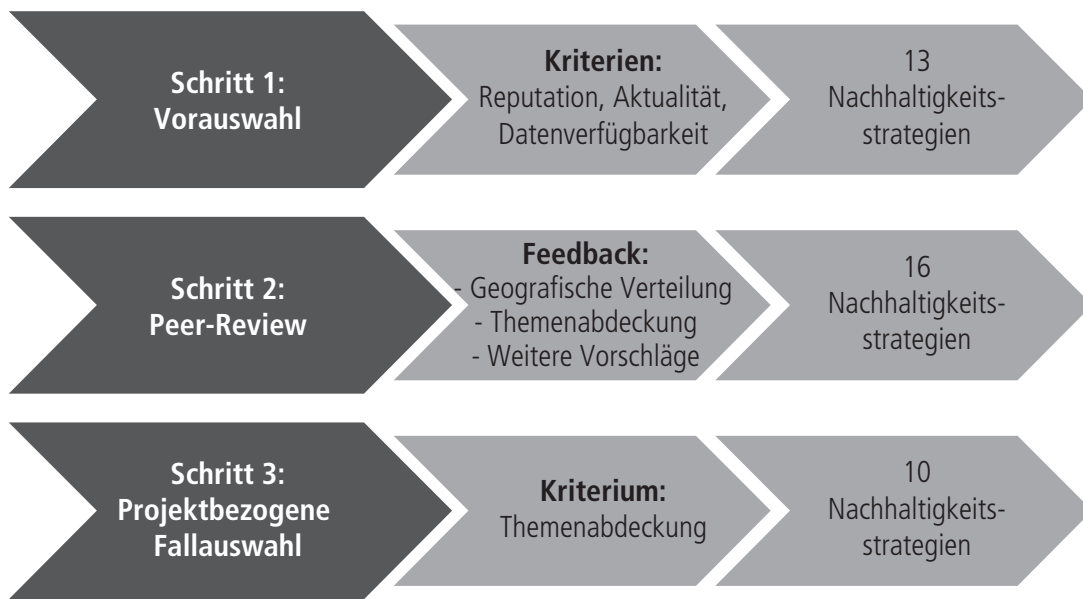 Schritt 1:
Vorauswahl
Kriterien:
Reputation, Aktualität,
Datenverfügbarkeit
13
Nachhaltigkeits-
strategien
Schritt 2:
Peer-Review
Feedback:
- Geografische Verteilung
- Themenabdeckung
- Weitere Vorschläge
16
Nachhaltigkeits-
strategien
Schritt 3:
Projektbezogene
Fallauswahl
Kriterium:
Themenabdeckung
10
Nachhaltigkeits-
strategien